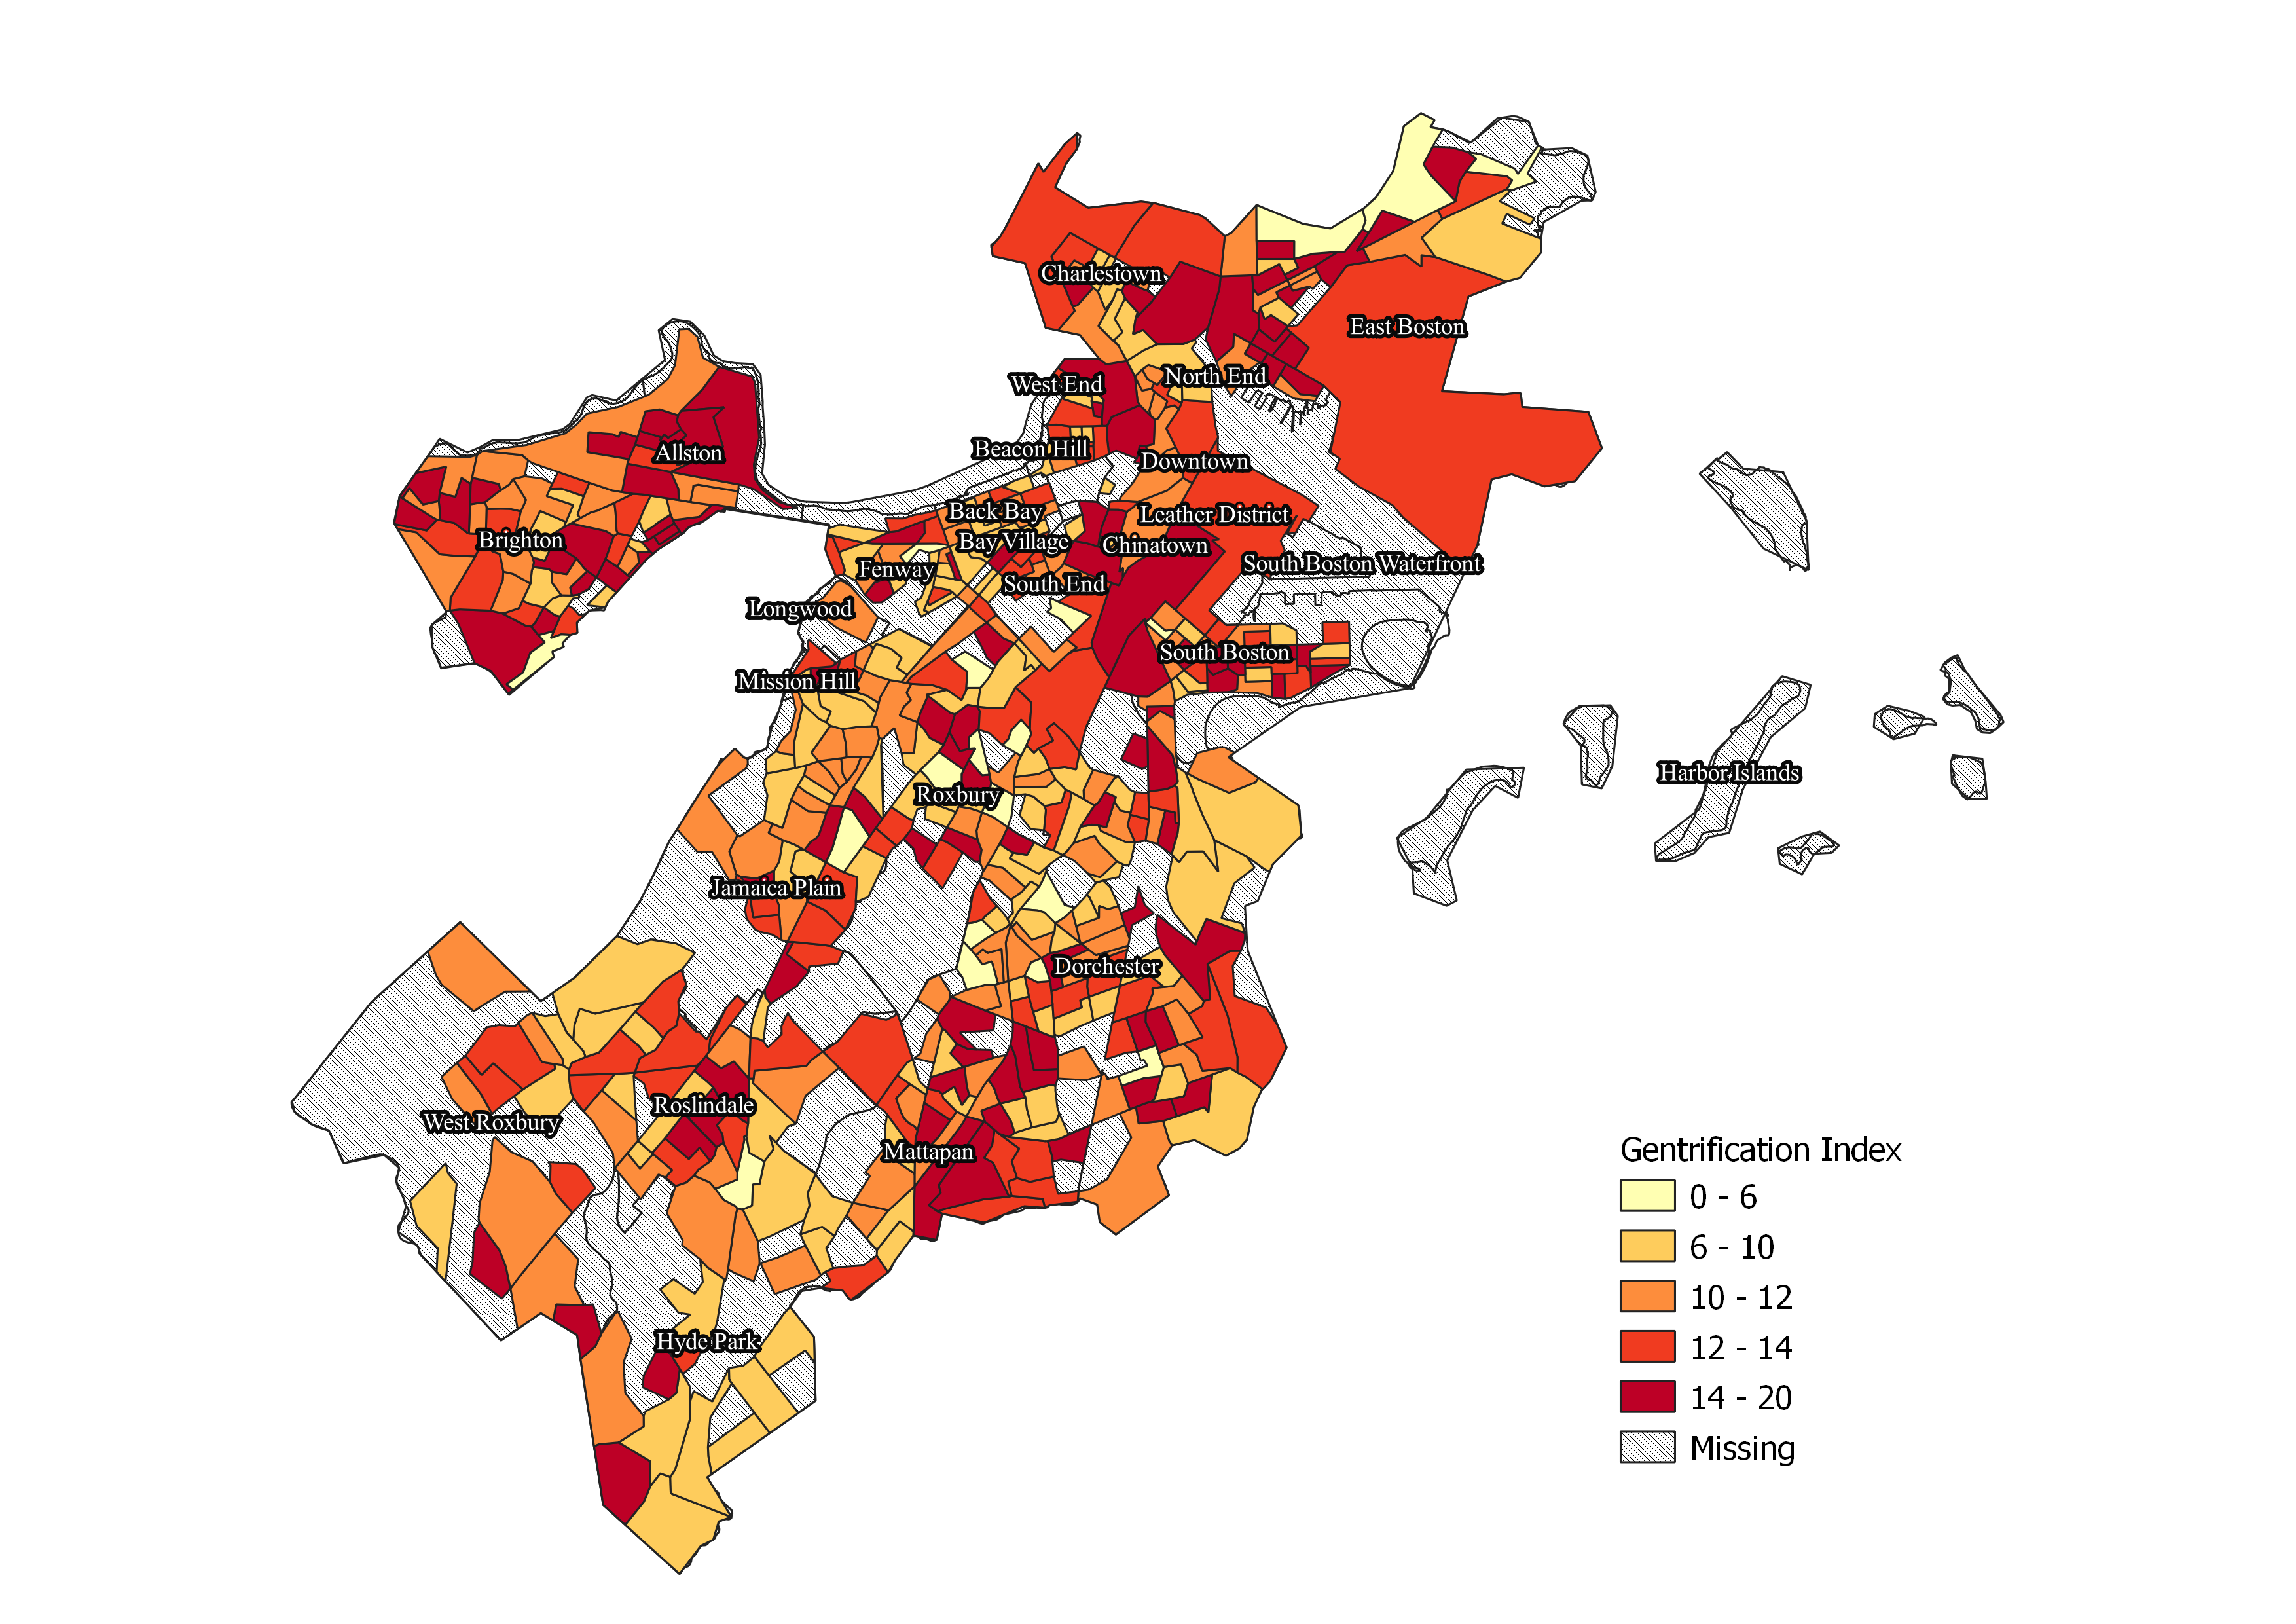 Charlestown
East Boston
West End
North End
Beacon Hill
Allston
Downtown
Back Bay
Leather District
Brighton
Bay Village
Chinatown
Fenway
South Boston Waterfront
South End
Longwood
South Boston
Mission Hill
Harbor Islands
Roxbury
Jamaica Plain
Dorchester
Roslindale
West Roxbury
Mattapan
Hyde Park
Gentrification Index
0 - 6
6 - 10
10 - 12
12 - 14
14 - 20
Missing